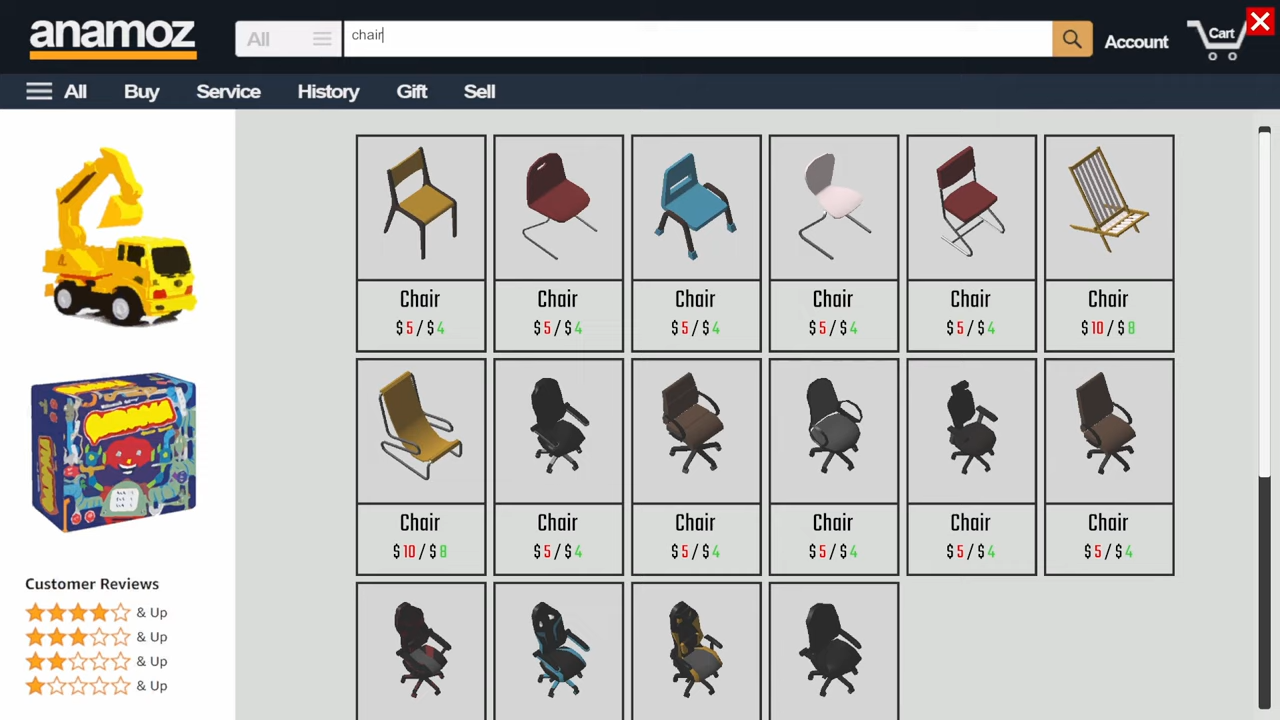 anamoz
All
chair
Account
Cart
All
Buy
Service
History
Gift
Sell
Chair
$5/$4
Chair
$5/$4
Chair
$5/$4
Chair
$5/$4
Chair
$5/$4
Chair
$10/$8
Chair
$10/$8
Chair
$5/$4
Chair
$5/$4
Chair
$5/$4
Chair
$5/$4
Chair
$5/$4
Customer Reviews
& Up
& Up
& Up
& Up